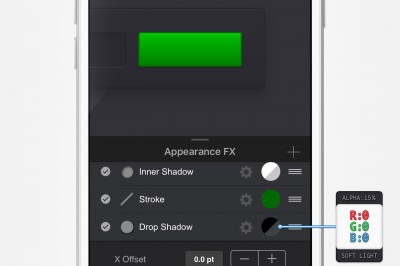 Appearance FX
Inner Shadow
Stroke
Drop Shadow
X Offset 0.0 pt
ALPHA:15%
R:0
G:0
B:0
SOFT LIGHT